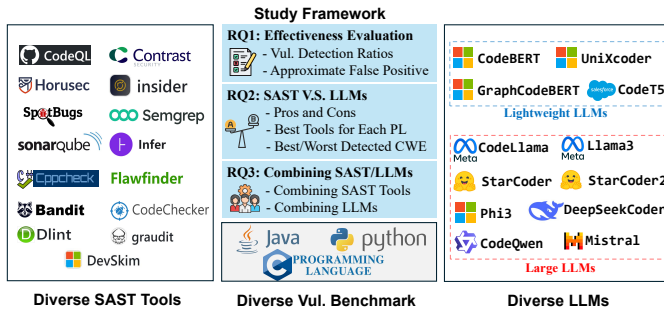 Study Framework
CodeQL
Contrast
SECURITY
Horusec
insider
SpotBugs
Semgrep
sonarqube
Infer
Cppcheck
Flawfinder
Bandit
CodeChecker
Dlint
graudit
DevSkim
Diverse SAST Tools
RQ1: Effectiveness Evaluation
- Vul. Detection Ratios
- Approximate False Positive
RQ2: SAST V.S. LLMs
- Pros and Cons
- Best Tools for Each PL
- Best/Worst Detected CWE
RQ3: Combining SAST/LLMs
- Combining SAST Tools
- Combining LLMs
Java
python
C PROGRAMMING
LANGUAGE
Diverse Vul. Benchmark
CodeBERT
UniXcoder
GraphCodeBERT
salesforce
CodeT5
Lightweight LLMs
Meta
CodeLlama
Meta
Llama3
StarCoder
StarCoder2
Phi3
DeepSeekCoder
CodeQwen
Mistral
Large LLMs
Diverse LLMs